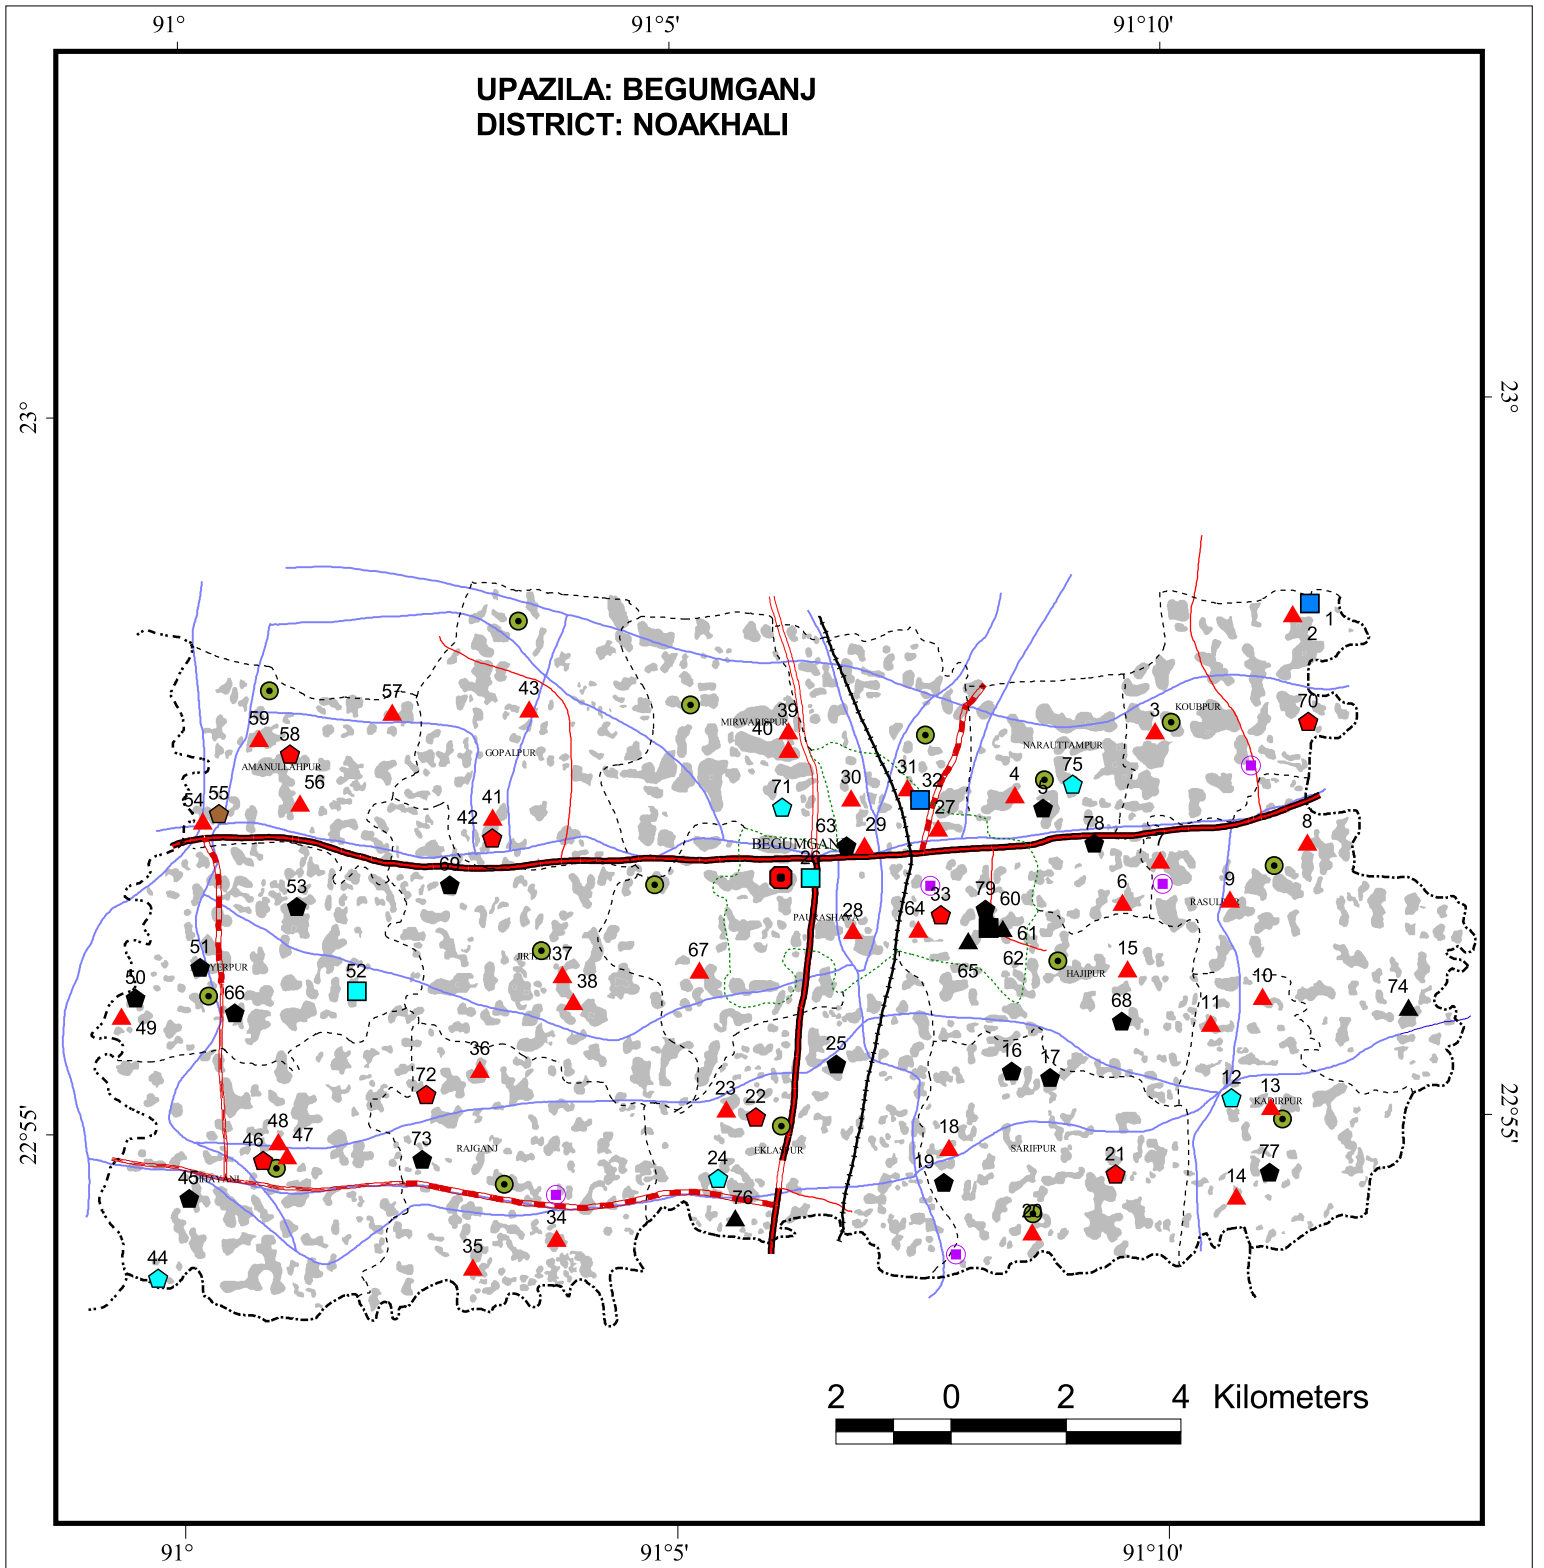 91° 91°5' 91°10'
UPAZILA: BEGUMGANJ
DISTRICT: NOAKHALI
23° 23°
1
2
57 43 39 3 KOUBPUR 70
59 MIRWARISPUR
58 40 NARAUTTAMPUR
GOPALPUR
AMANULLAHPUR 75
56 30 31 32 4
54 55 41 71 5
42 27 8
63 29 78
BEGUMGAN
69 26 7
53 79 33 6 9
60 RASULPUR
28 64 PAURASHAVA
51 61
37 67 65 62 15
YERPUR HAJIPUR
52 38
50 66 10 74
49 68 11
36 25 16 17
72 12 13
23 22 KADIRPUR
22°55' 22°55'
48 47 18
46 73 RAJGANJ EKLASPUR SARIFPUR 21 77
24 19 14
45 HAYANI
76 20
34
35
44
2 0 2 4 Kilometers
91° 91°5' 91°10'